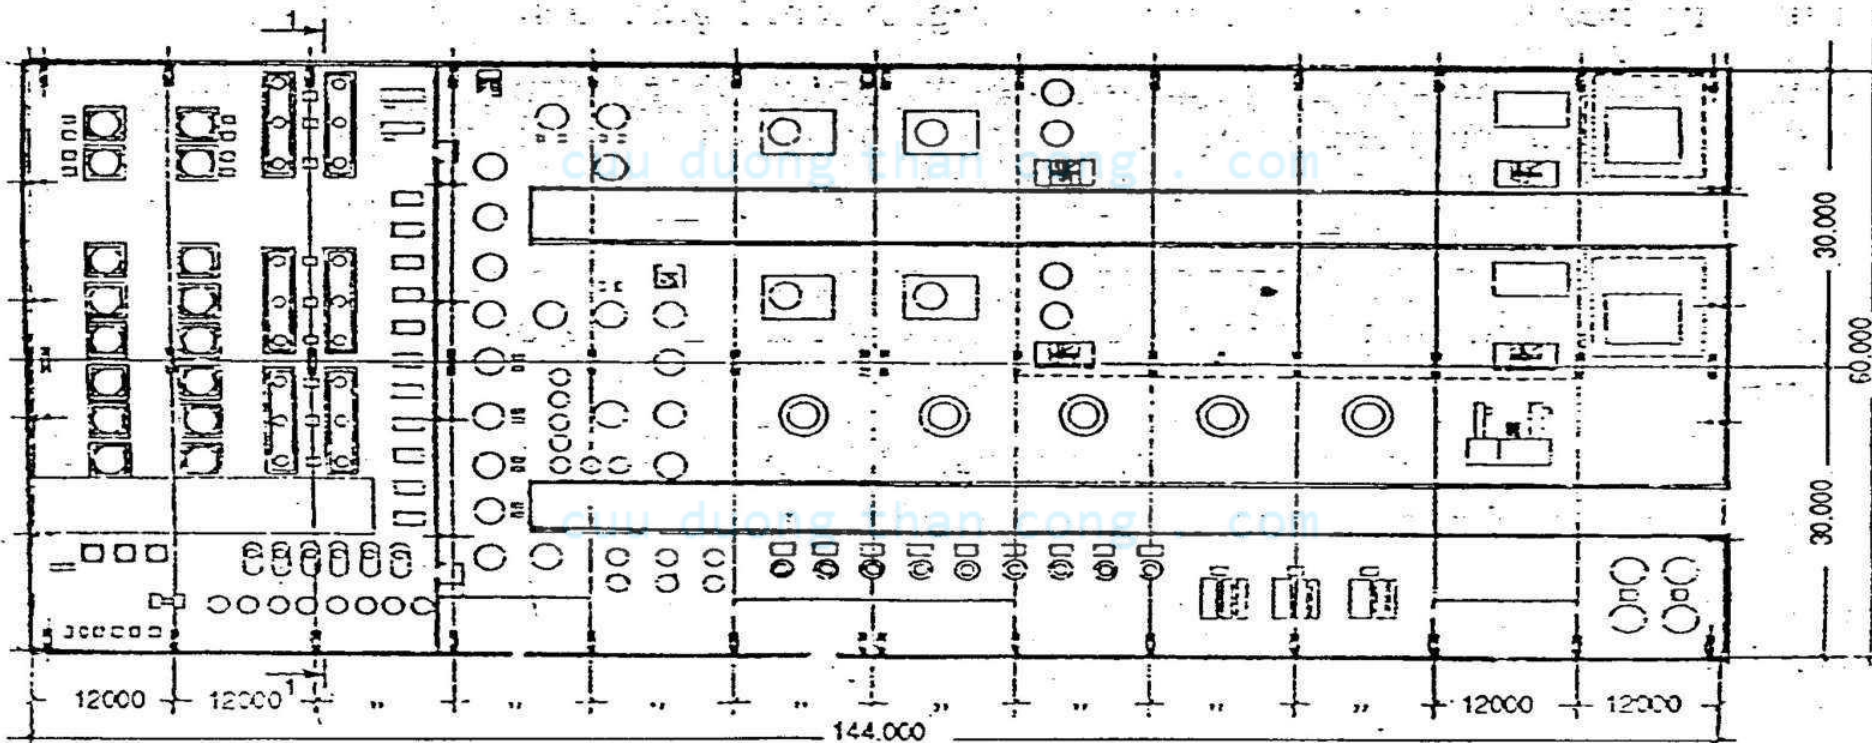 1
cuu duong than cong . com
30.000
60.000
cuu duong than cong . com
30.000
1
12000 12000 " " " " " " " " 12000 12000
144.000